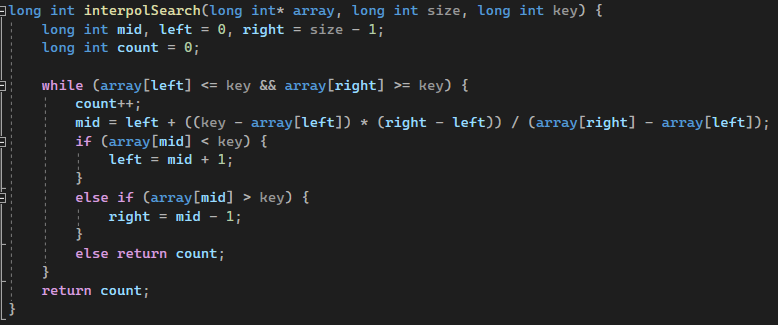 long int interpolSearch(long int* array, long int size, long int key) {
    long int mid, left = 0, right = size - 1;
    long int count = 0;

    while (array[left] <= key && array[right] >= key) {
        count++;
        mid = left + ((key - array[left]) * (right - left)) / (array[right] - array[left]);
        if (array[mid] < key) {
            left = mid + 1;
        }
        else if (array[mid] > key) {
            right = mid - 1;
        }
        else return count;
    }
    return count;
}